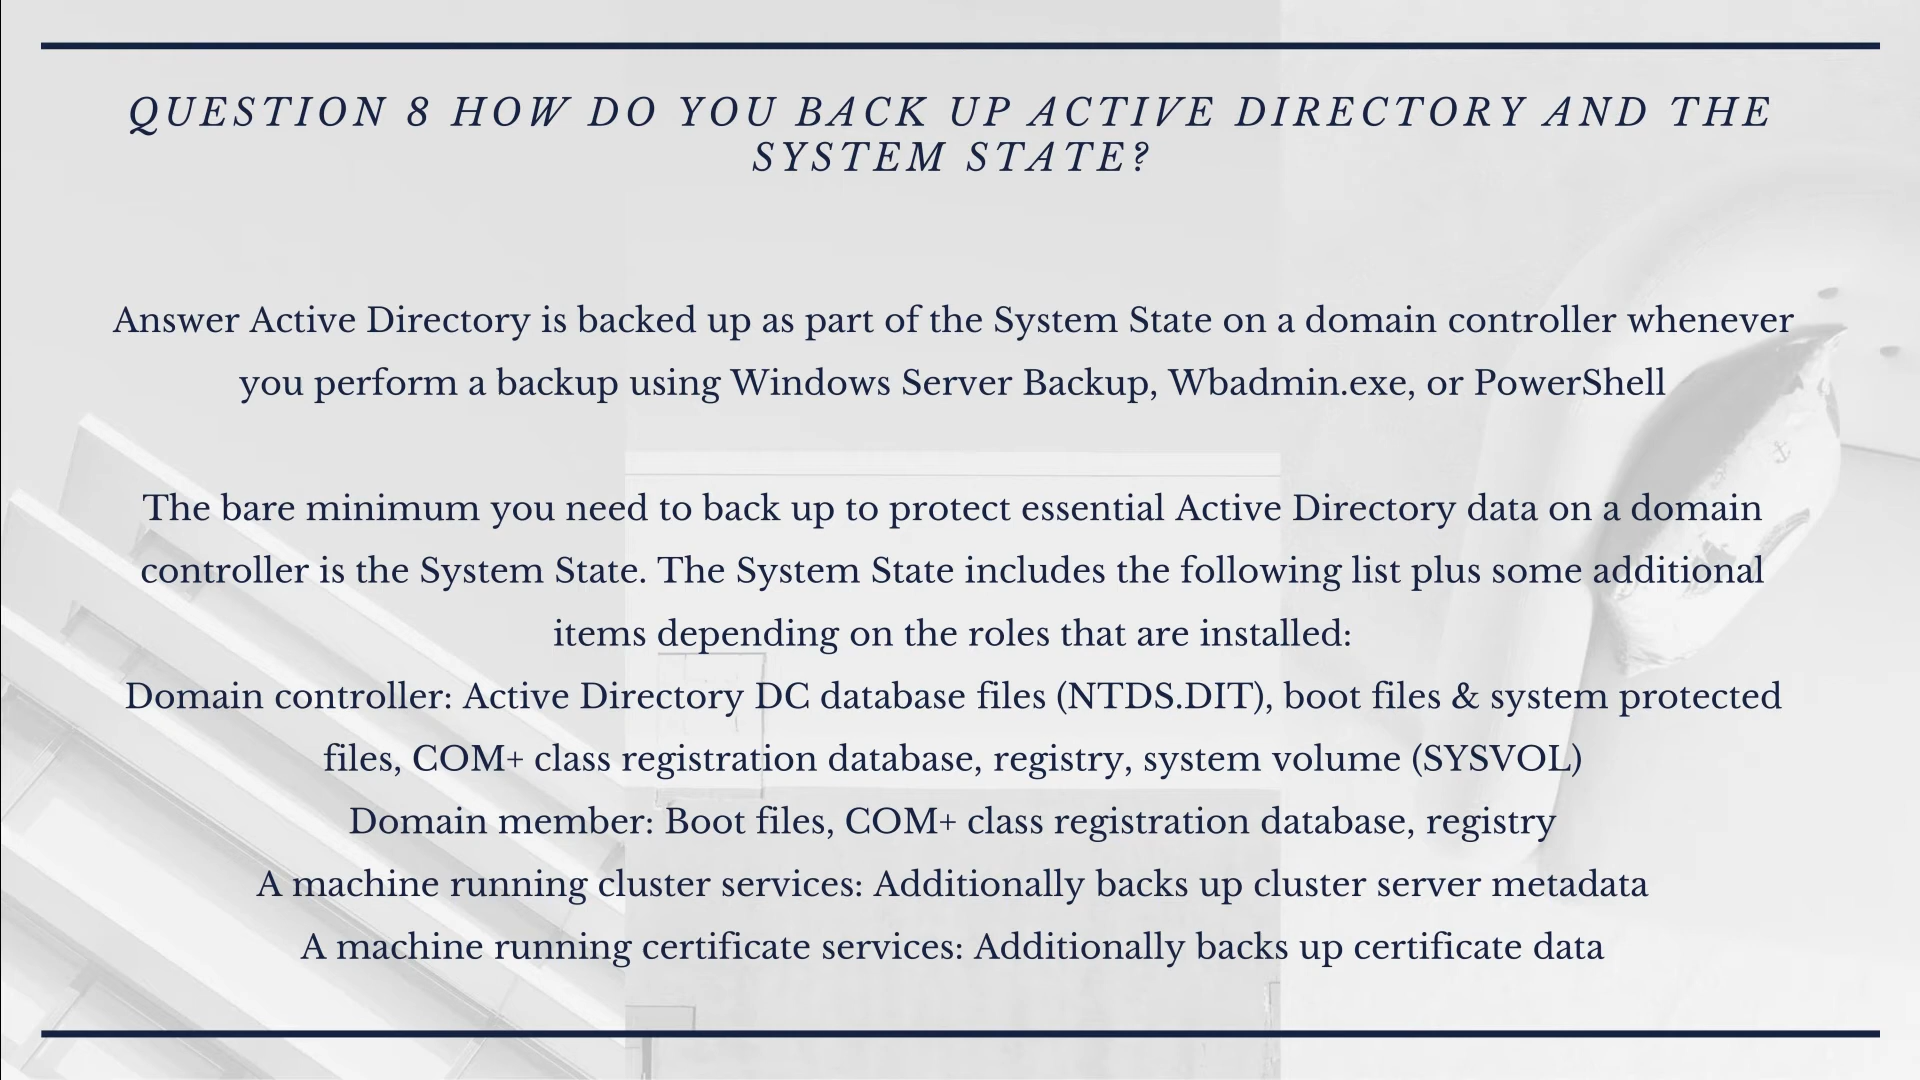 QUESTION 8 HOW DO YOU BACK UP ACTIVE DIRECTORY AND THE
SYSTEM STATE?
Answer Active Directory is backed up as part of the System State on a domain controller whenever
you perform a backup using Windows Server Backup, Wbadmin.exe, or PowerShell
The bare minimum you need to back up to protect essential Active Directory data on a domain
controller is the System State. The System State includes the following list plus some additional
items depending on the roles that are installed:
Domain controller: Active Directory DC database files (NTDS.DIT), boot files & system protected
files, COM+ class registration database, registry, system volume (SYSVOL)
Domain member: Boot files, COM+ class registration database, registry
A machine running cluster services: Additionally backs up cluster server metadata
A machine running certificate services: Additionally backs up certificate data